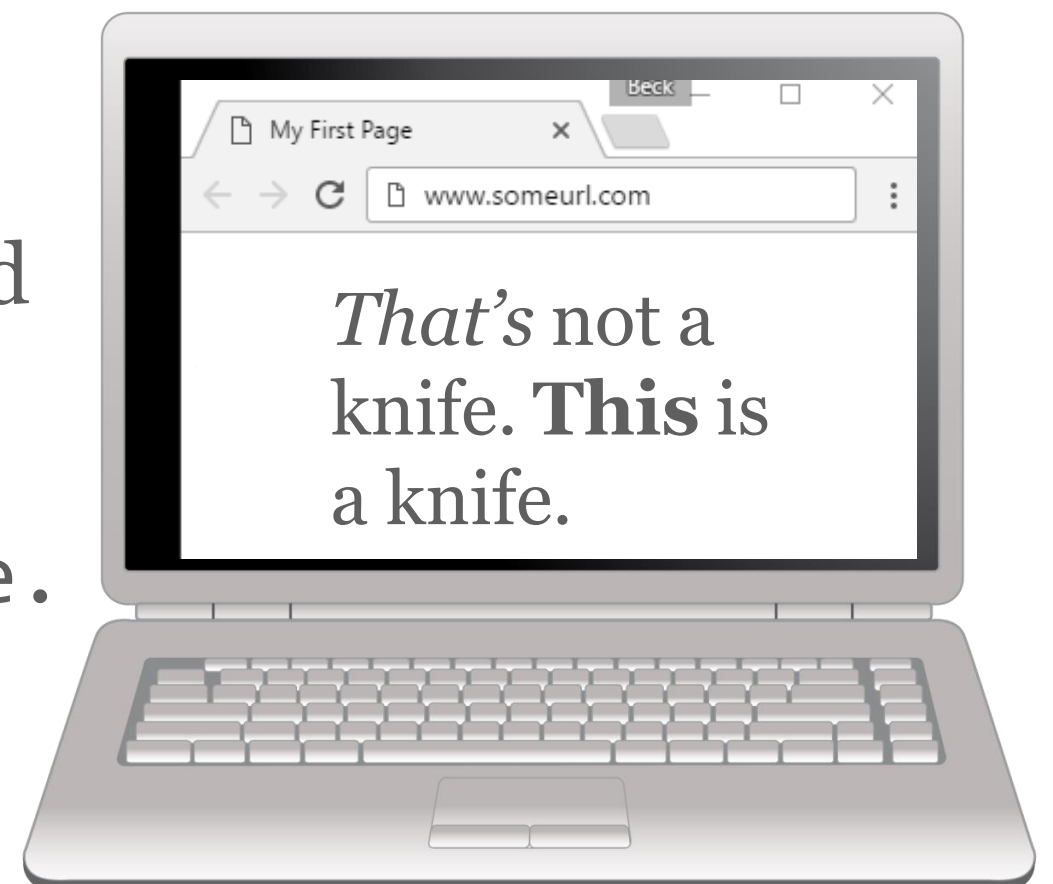 Beck
My First Page
www.someurl.com
That’s not a
knife. This is
a knife.